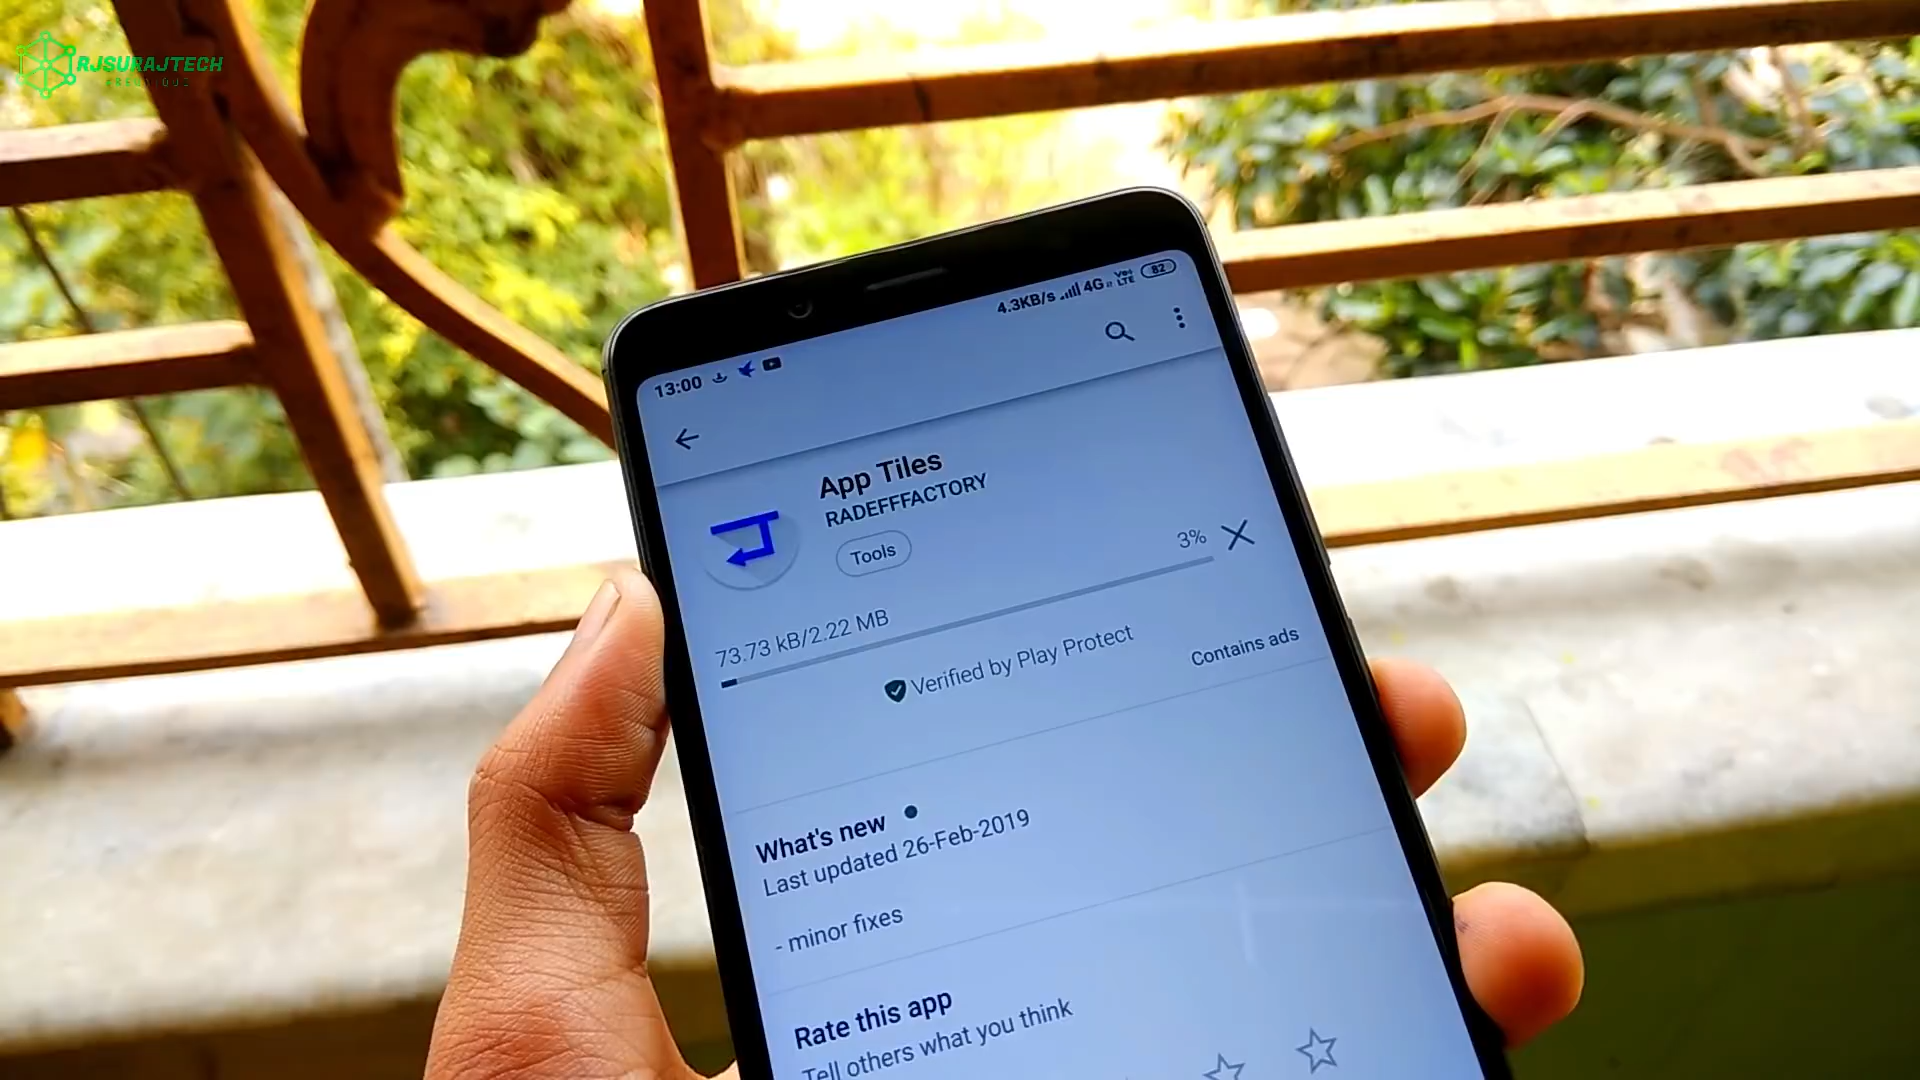 RJSURAJTECH
4.3KB/s 4G Vo LTE 82
13:00
App Tiles
RADEFFFACTORY
Tools
3%
73.73 kB/2.22 MB
Verified by Play Protect
Contains ads
What's new
Last updated 26-Feb-2019
- minor fixes
Rate this app
Tell others what you think